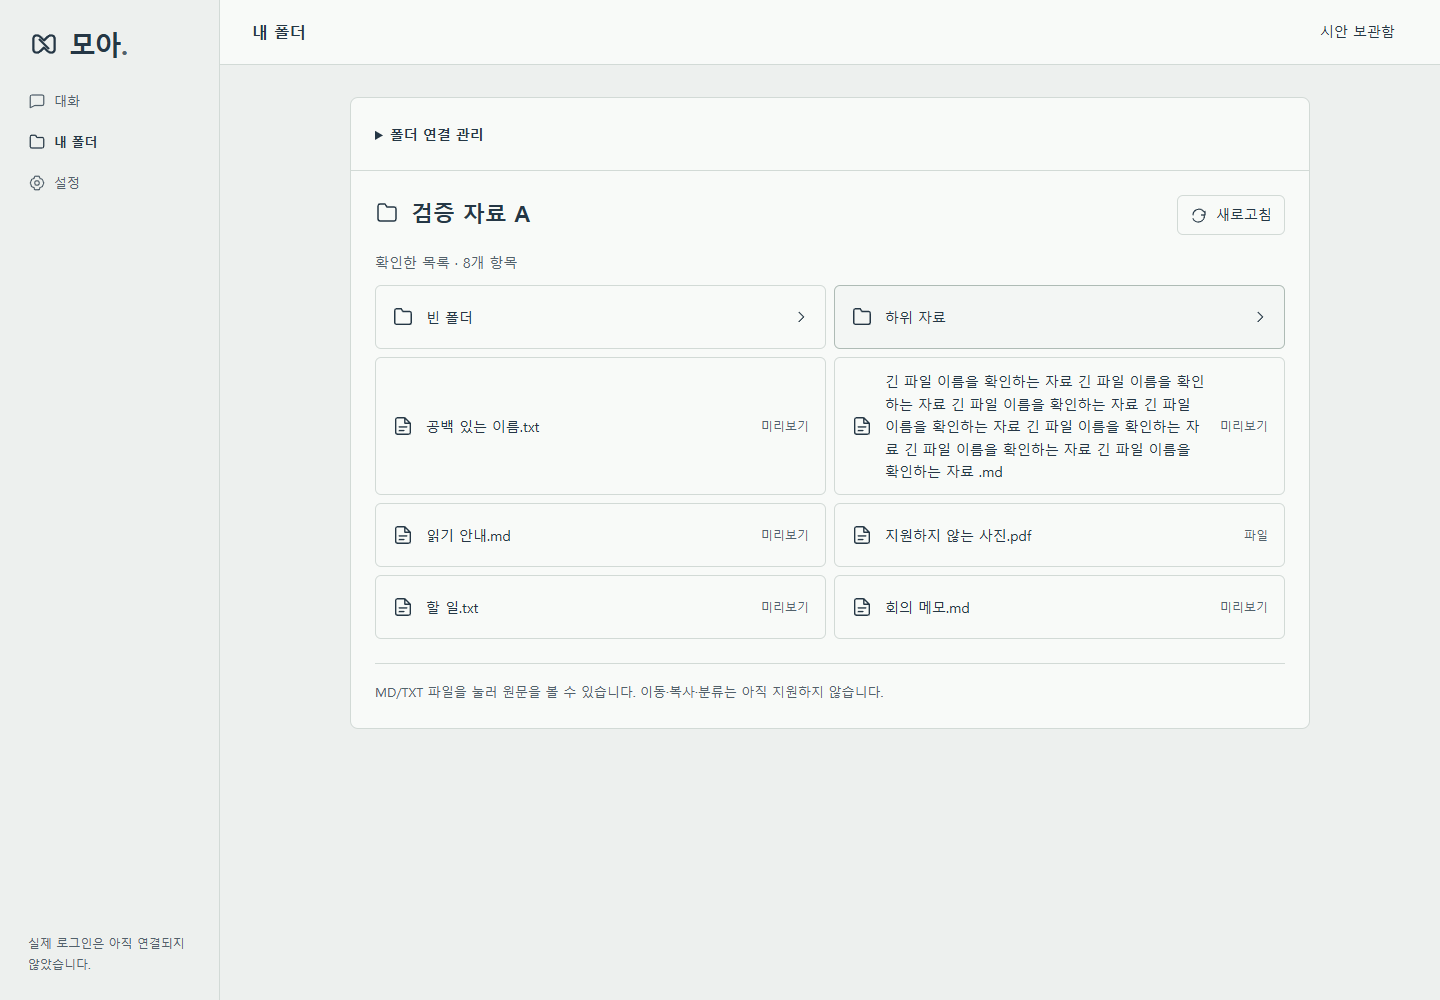 모아.
대화
내 폴더
설정
실제 로그인은 아직 연결되지
않았습니다.
내 폴더
시안 보관함
폴더 연결 관리
검증 자료 A
새로고침
확인한 목록 · 8개 항목
빈 폴더
하위 자료
공백 있는 이름.txt
미리보기
긴 파일 이름을 확인하는 자료 긴 파일 이름을 확인
하는 자료 긴 파일 이름을 확인하는 자료 긴 파일
이름을 확인하는 자료 긴 파일 이름을 확인하는 자
료 긴 파일 이름을 확인하는 자료 긴 파일 이름을
확인하는 자료 .md
미리보기
읽기 안내.md
미리보기
지원하지 않는 사진.pdf
파일
할 일.txt
미리보기
회의 메모.md
미리보기
MD/TXT 파일을 눌러 원문을 볼 수 있습니다. 이동·복사·분류는 아직 지원하지 않습니다.